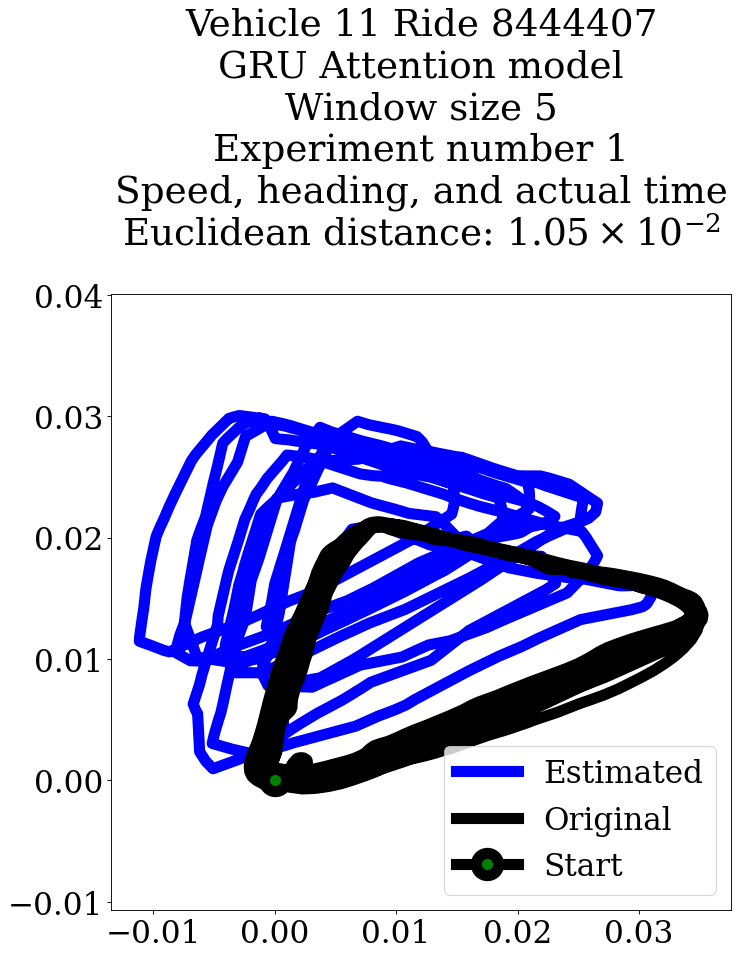 Vehicle 11 Ride 8444407
GRU Attention model
Window size 5
Experiment number 1
Speed, heading, and actual time
Euclidean distance: 1.05 × 10⁻²
0.04
0.03
0.02
0.01
0.00
−0.01
−0.01 0.00 0.01 0.02 0.03
Estimated
Original
Start